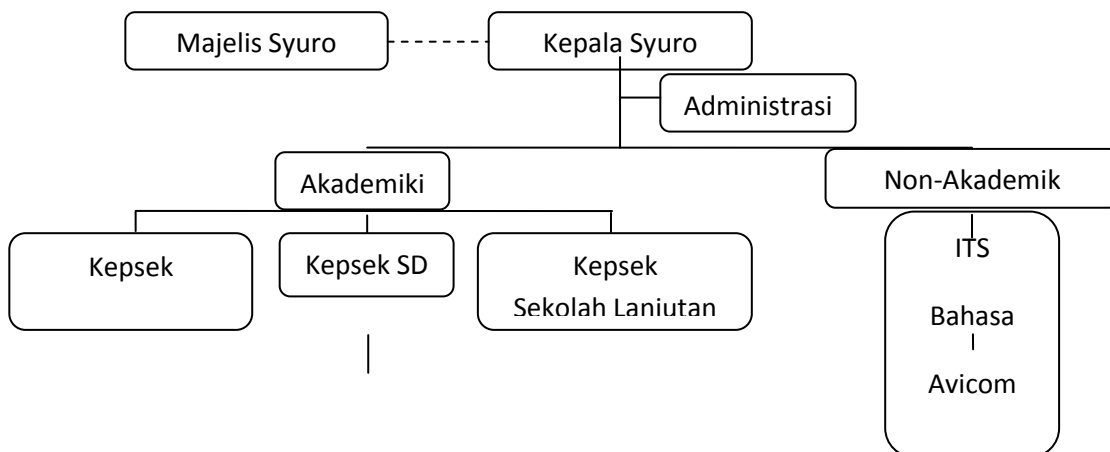 Majelis Syuro
Kepala Syuro
Administrasi
Akademiki
Non-Akademik
Kepsek
Kepsek SD
Kepsek
Sekolah Lanjutan
ITS
Bahasa
Avicom